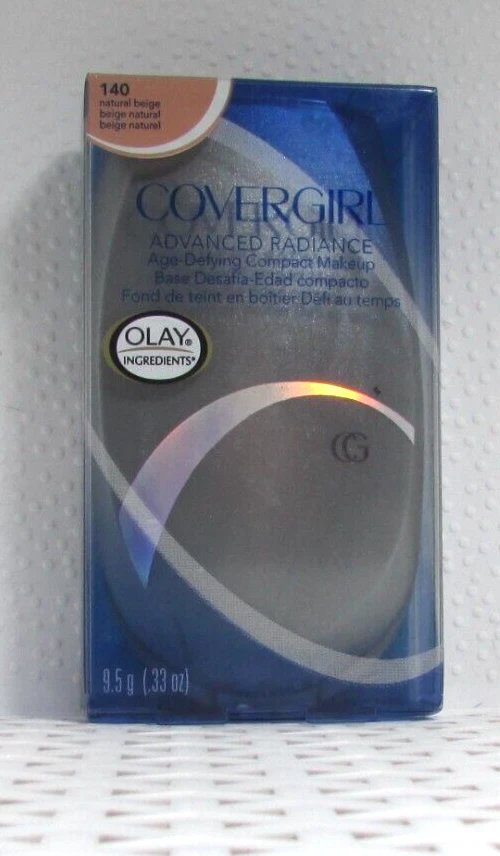 140
natural beige
beige natural
beige naturel
COVERGIRL
ADVANCED RADIANCE
Age-Defying Compact Makeup
Base Desafía-Edad compacto
Fond de teint en boîtier Défi au temps
OLAY®
INGREDIENTS*
CG
9.5 g (.33 oz)